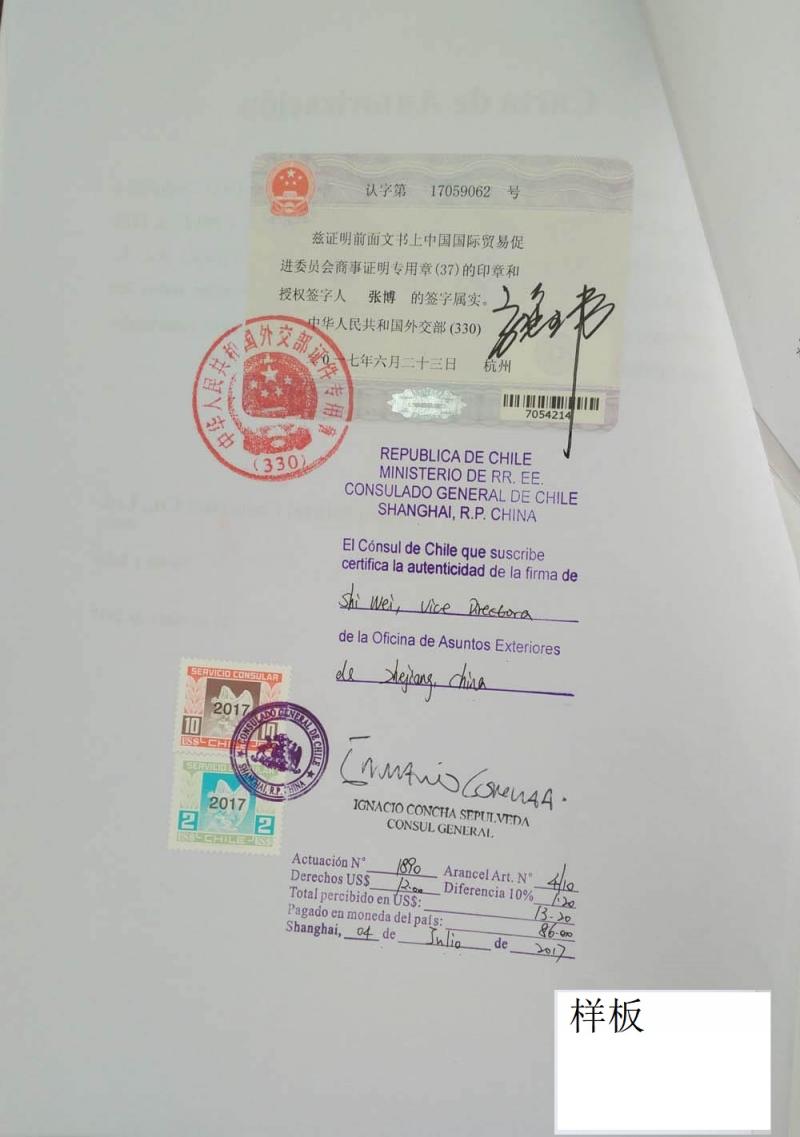 认字第 17059062 号
兹证明前面文书上中国国际贸易促
进委员会商事证明专用章(37)的印章和
授权签字人 张博 的签字属实。
中华人民共和国外交部(330)
一七年六月二十三日 杭州
7054214
中华人民共和国外交部证件专用章
(330)
REPUBLICA DE CHILE
MINISTERIO DE RR. EE.
CONSULADO GENERAL DE CHILE
SHANGHAI, R.P. CHINA
El Cónsul de Chile que suscribe
certifica la autenticidad de la firma de
Shi Wei, Vice Directora
de la Oficina de Asuntos Exteriores
de Zhejiang, China
SERVICIO CONSULAR
2017
10 10
US$ CHILE
CONSULADO GENERAL DE CHILE
SHANGHAI, R.P. CHINA
SERVICIO CONSULAR
2017
2 2
US$ CHILE US$
IGNACIO CONCHA SEPULVEDA
CONSUL GENERAL
Actuación N° 1890 Arancel Art. N° 4/10
Derechos US$ 12.00 Diferencia 10% 1.20
Total percibido en US$: 13.20
Pagado en moneda del país: 86.00
Shanghai, 04 de Julio de 2017
样板